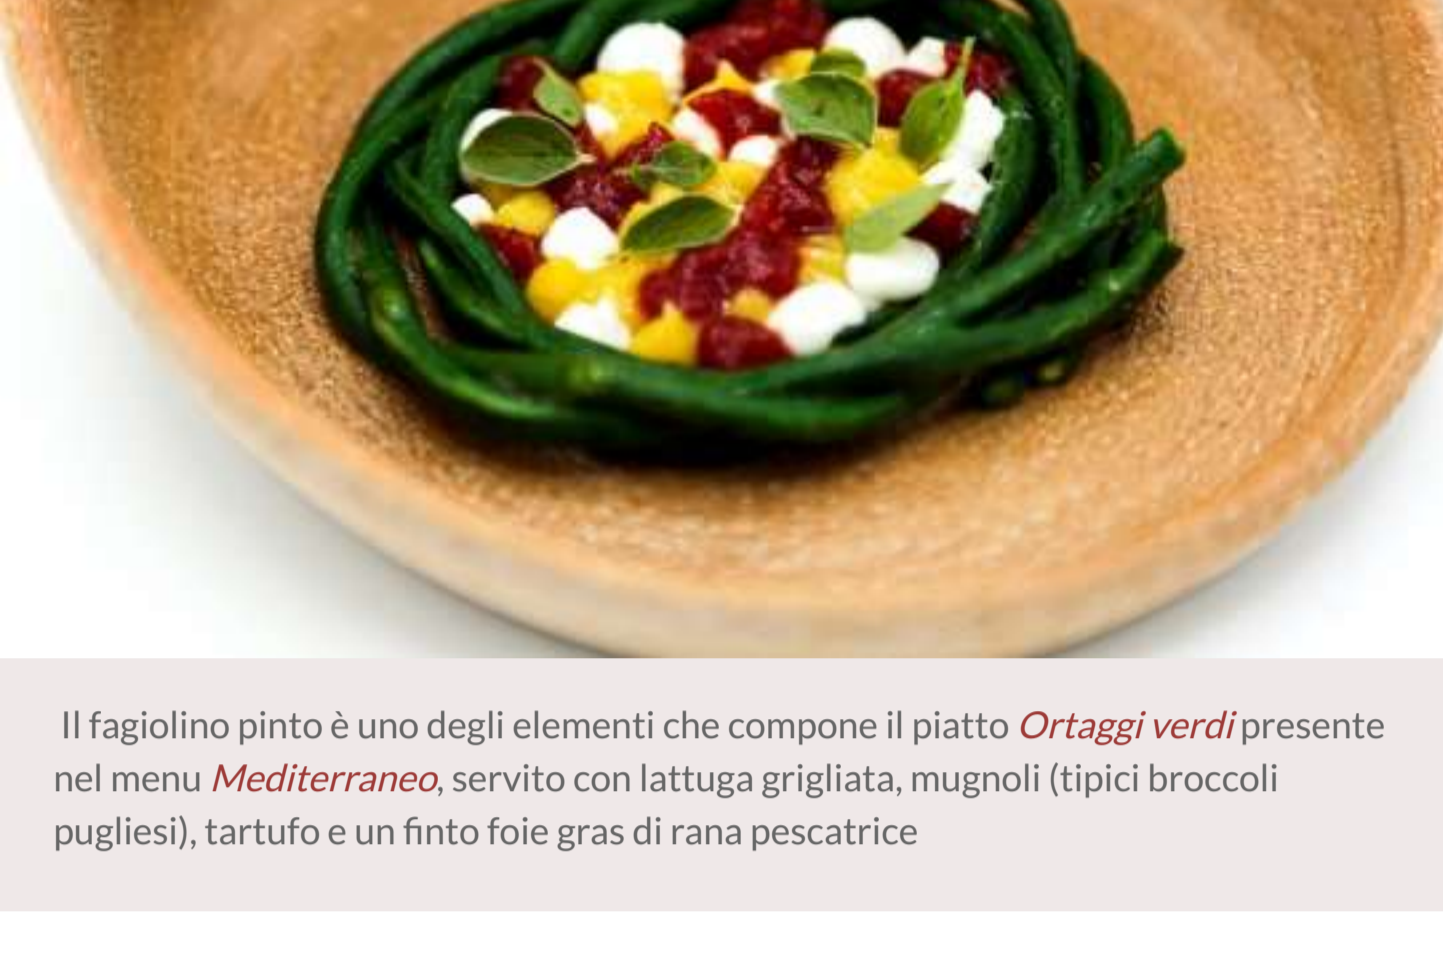 Il fagiolino pinto è uno degli elementi che compone il piatto Ortaggi verdi presente
nel menu Mediterraneo, servito con lattuga grigliata, mugnoli (tipici broccoli
pugliesi), tartufo e un finto foie gras di rana pescatrice